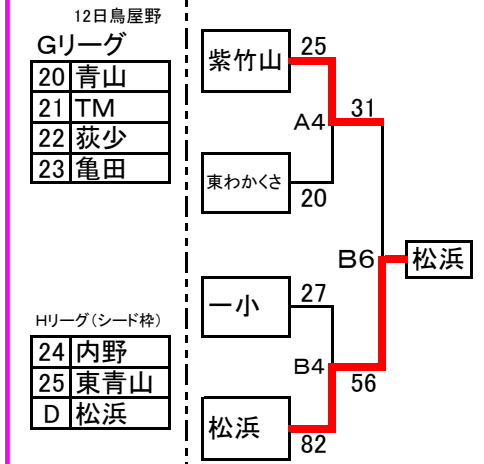 12日鳥屋野
Gリーグ
20 青山
21 TM
22 荻少
23 亀田
Hリーグ(シード枠)
24 内野
25 東青山
D 松浜
紫竹山 25
A4 31
東わかくさ 20
B6 松浜
一小 27
B4 56
松浜 82